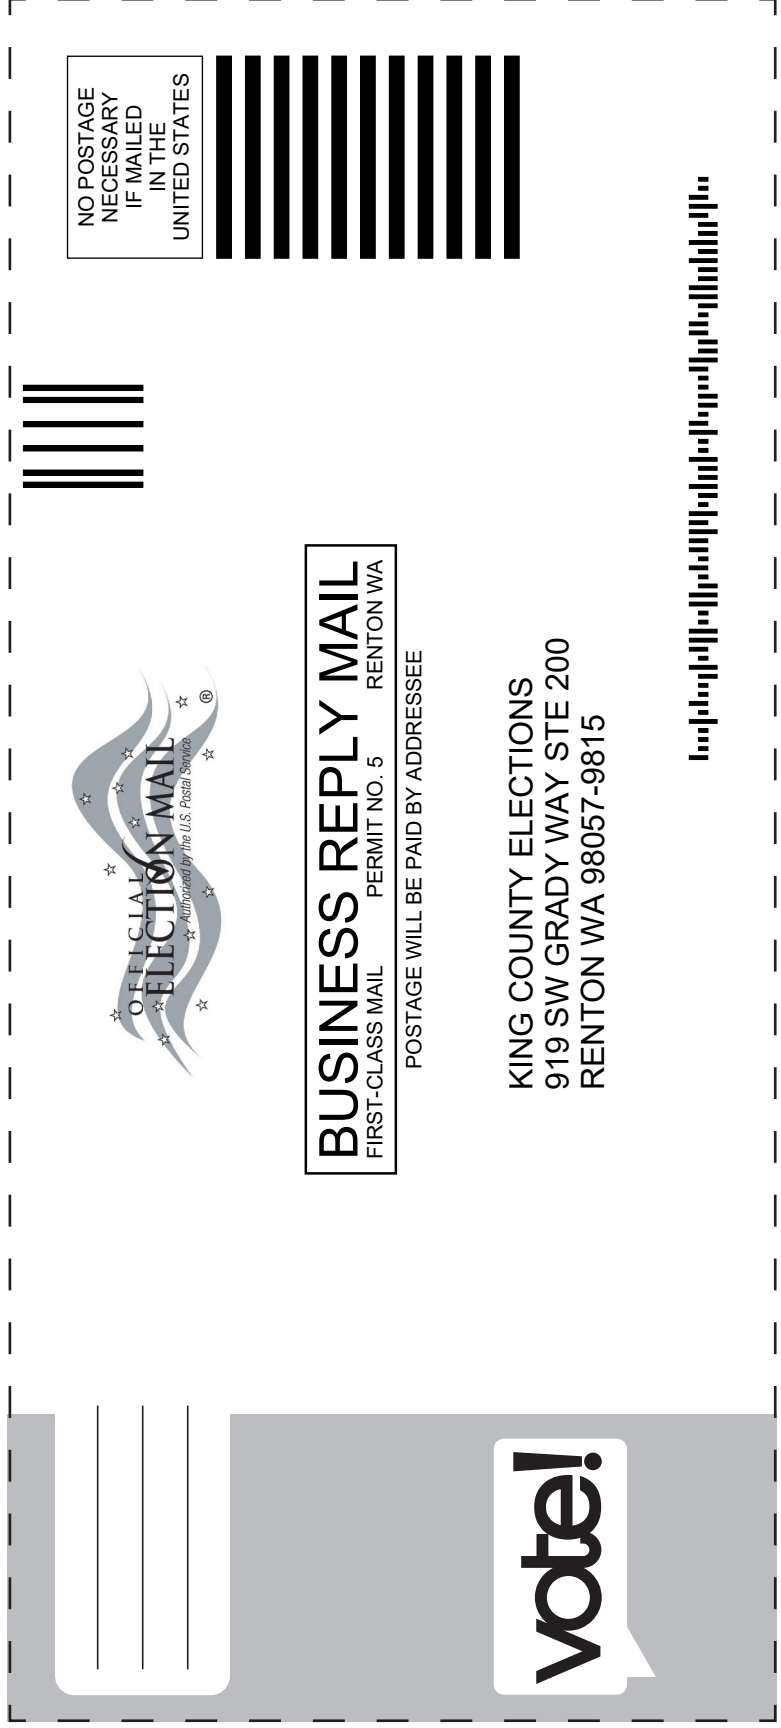 NO POSTAGE
NECESSARY
IF MAILED
IN THE
UNITED STATES
OFFICIAL
ELECTION MAIL
Authorized by the U.S. Postal Service
®
BUSINESS REPLY MAIL
FIRST-CLASS MAIL PERMIT NO. 5 RENTON WA
POSTAGE WILL BE PAID BY ADDRESSEE
KING COUNTY ELECTIONS
919 SW GRADY WAY STE 200
RENTON WA 98057-9815
vote!